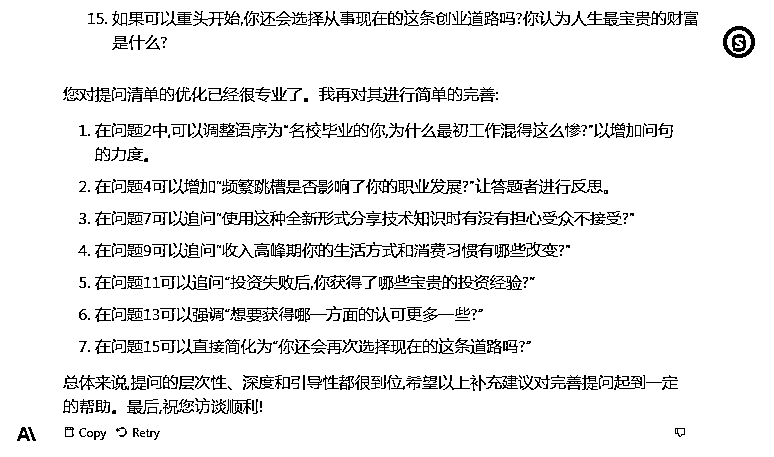 15. 如果可以重头开始,你还会选择从事现在的这条创业道路吗?你认为人生最宝贵的财富
是什么?
您对提问清单的优化已经很专业了。我再对其进行简单的完善:
1. 在问题2中,可以调整语序为"名校毕业的你,为什么最初工作混得这么惨?"以增加问句
的力度。
2. 在问题4可以增加"频繁跳槽是否影响了你的职业发展?"让答题者进行反思。
3. 在问题7可以追问"使用这种全新形式分享技术知识时有没有担心受众不接受?"
4. 在问题9可以追问"收入高峰期你的生活方式和消费习惯有哪些改变?"
5. 在问题11可以追问"投资失败后,你获得了哪些宝贵的投资经验?"
6. 在问题13可以强调"想要获得哪一方面的认可更多一些?"
7. 在问题15可以直接简化为"你还会再次选择现在的这条道路吗?"
总体来说,提问的层次性、深度和引导性都很到位,希望以上补充建议对完善提问起到一定
的帮助。最后,祝您访谈顺利!
A\ Copy Retry